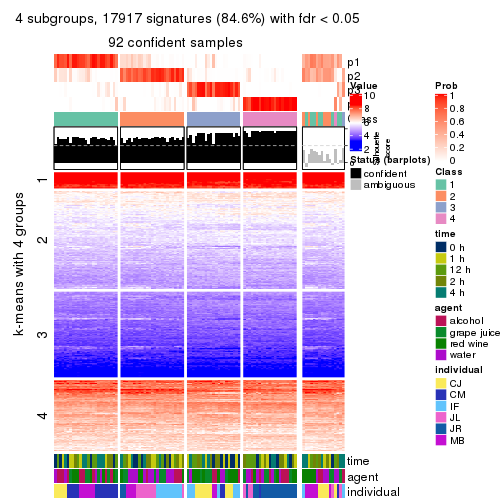 4 subgroups, 17917 signatures (84.6%) with fdr < 0.05
92 confident samples
p1
p2
p3
Value
10
8
6
4
2
Silhouette
score
Status (barplots)
confident
ambiguous
Prob
1
0.8
0.6
0.4
0.2
0
Class
1
2
3
4
time
0 h
1 h
12 h
2 h
4 h
agent
alcohol
grape juice
red wine
water
individual
CJ
CM
IF
JL
JR
MB
k-means with 4 groups
1
2
3
4
time
agent
individual